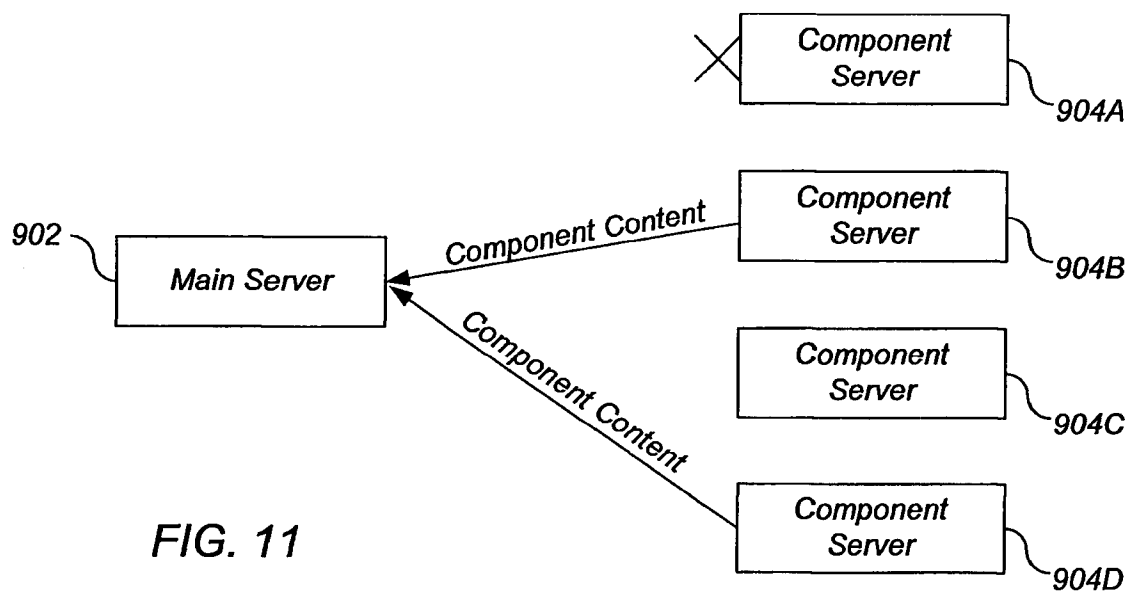 Component
Server
904A
Component
Server
904B
Component Content
902
Main Server
Component Content
Component
Server
904C
Component
Server
904D
FIG. 11